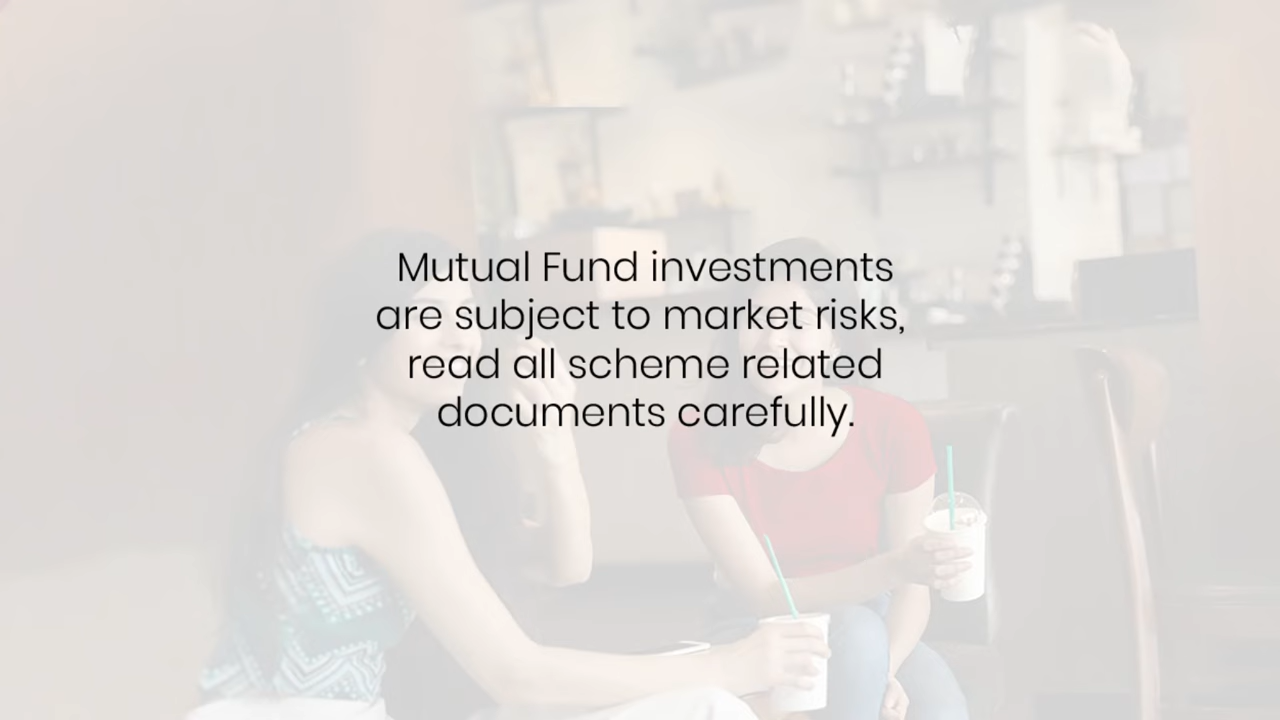 Mutual Fund investments
are subject to market risks,
read all scheme related
documents carefully.